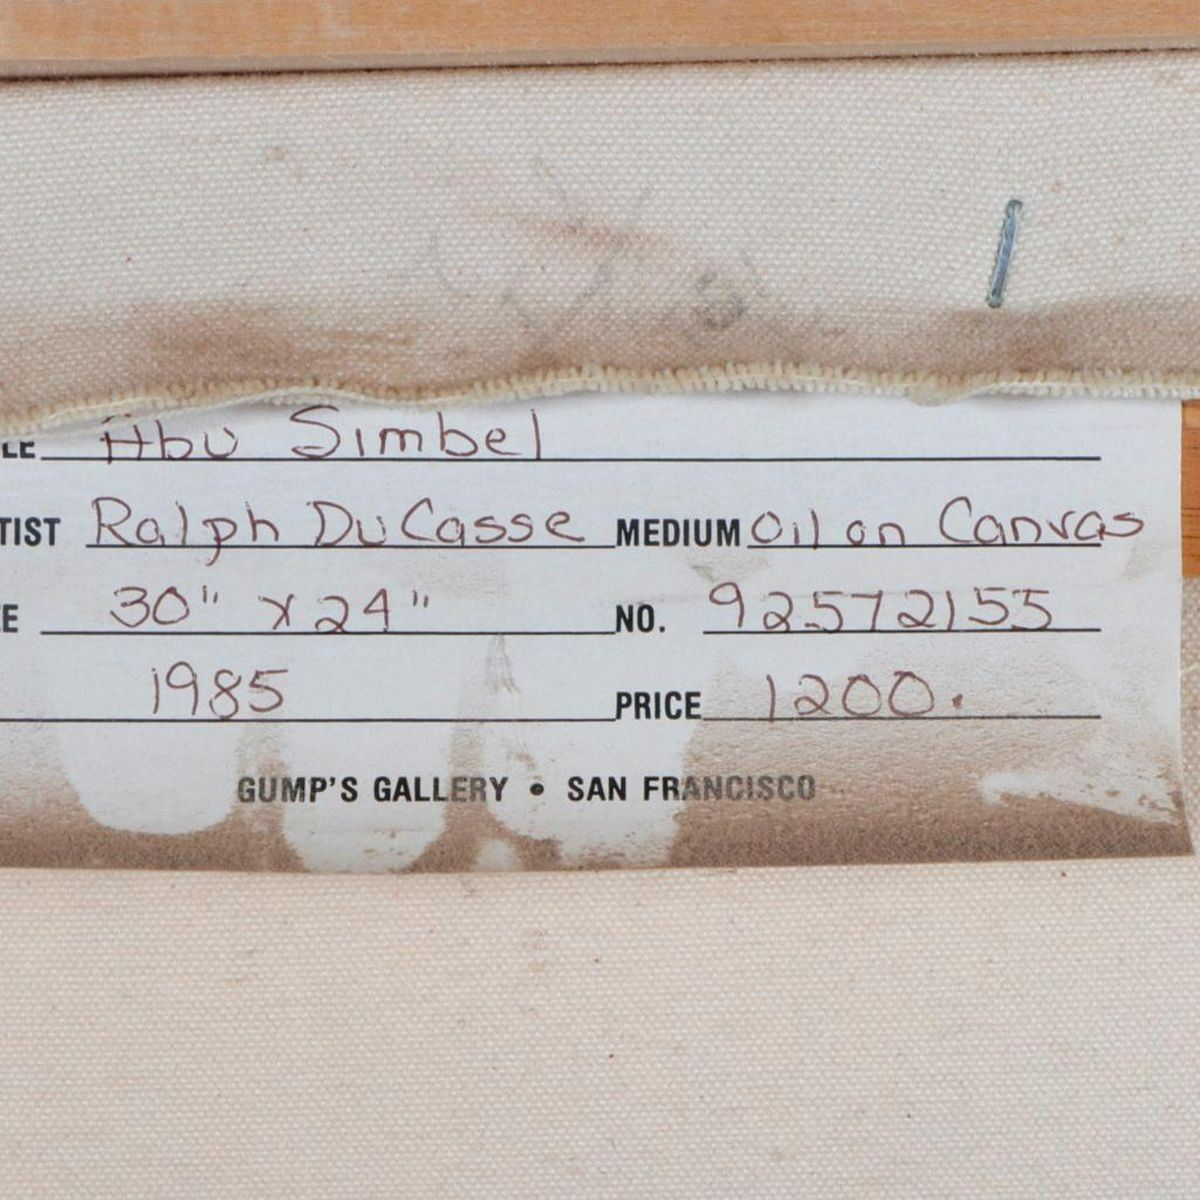 LE Abu Simbel
TIST Ralph DuCasse MEDIUM Oil on Canvas
E 30" x 24" NO. 92572155
1985 PRICE 1200.
GUMP'S GALLERY • SAN FRANCISCO